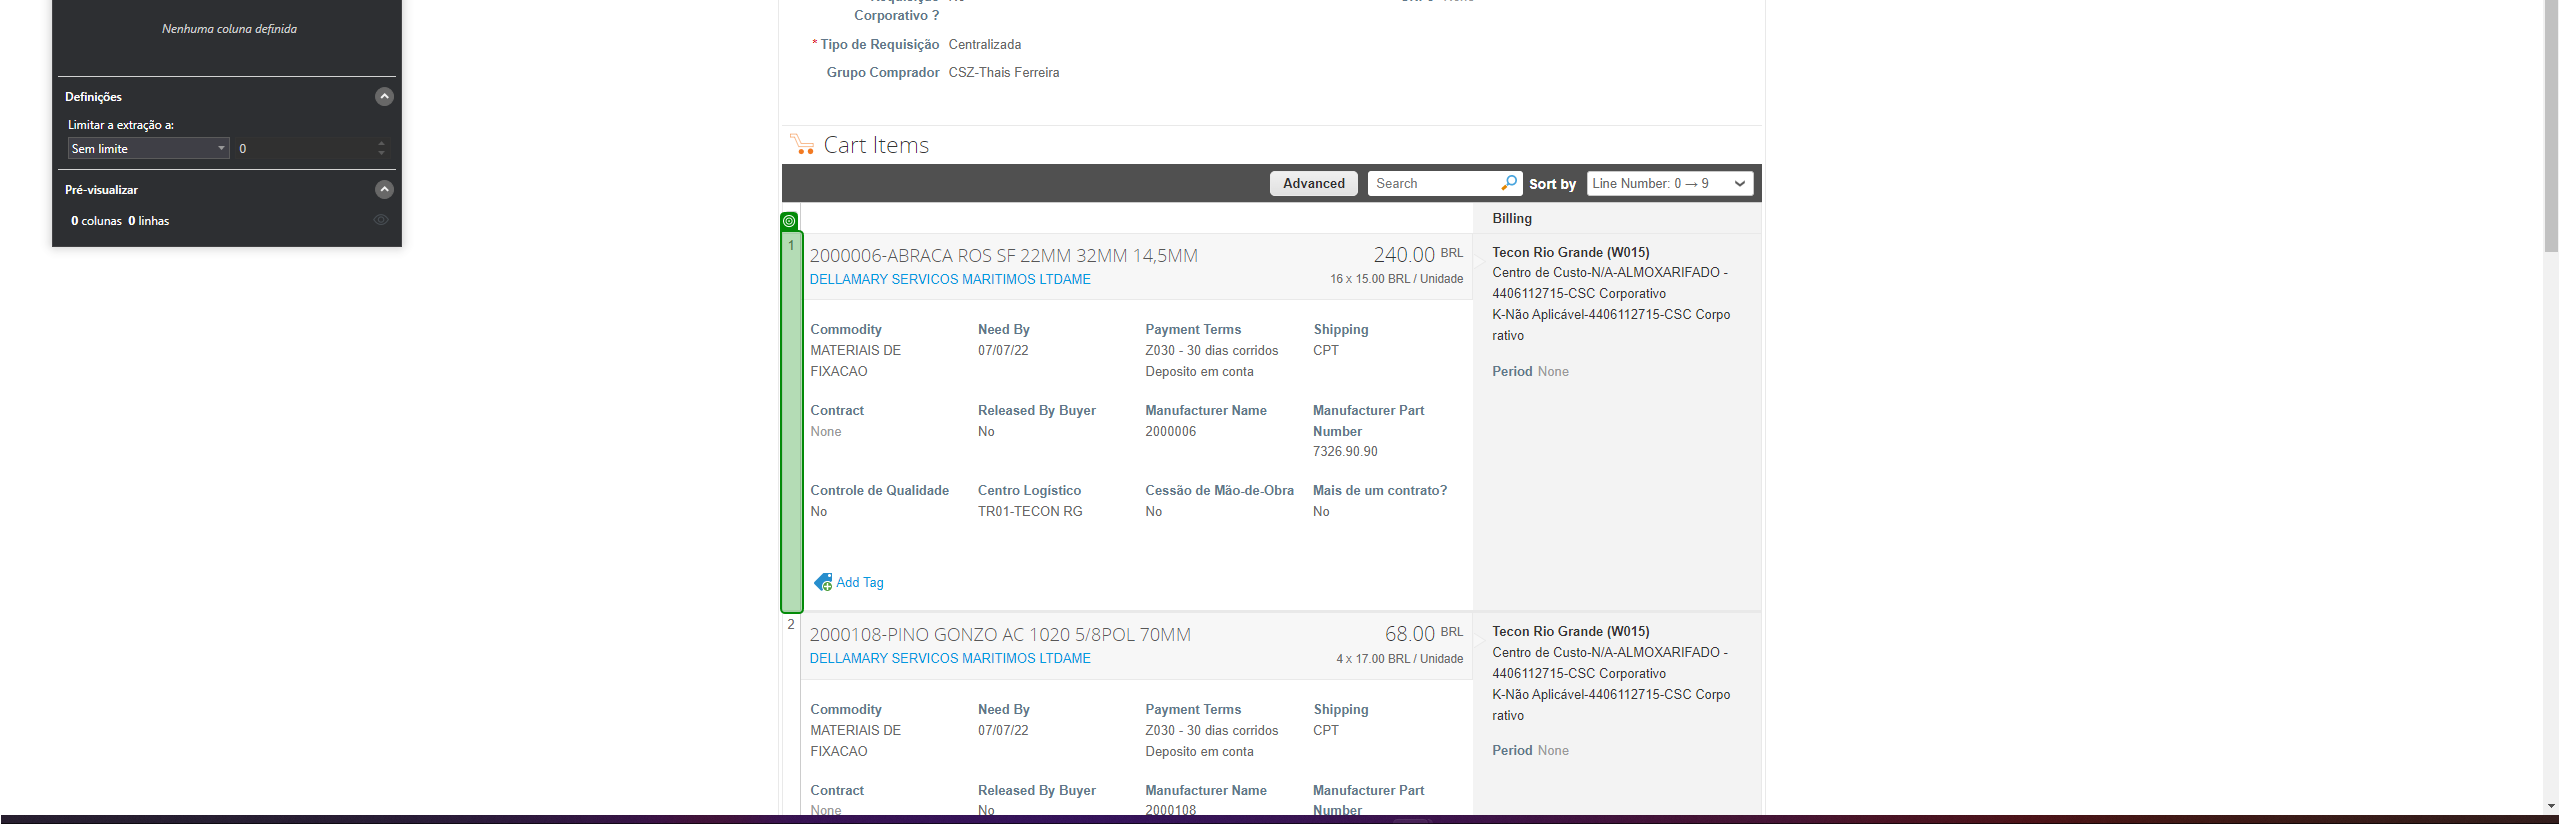 Nenhuma coluna definida
Definições
Limitar a extração a:
Sem limite 0
Pré-visualizar
0 colunas 0 linhas
Corporativo ?
* Tipo de Requisição Centralizada
Grupo Comprador CSZ-Thais Ferreira
Cart Items
Advanced Search Sort by Line Number: 0 → 9
Billing
1
2000006-ABRACA ROS SF 22MM 32MM 14,5MM 240.00 BRL
DELLAMARY SERVICOS MARITIMOS LTDAME 16 x 15.00 BRL / Unidade
Tecon Rio Grande (W015)
Centro de Custo-N/A-ALMOXARIFADO -
4406112715-CSC Corporativo
K-Não Aplicável-4406112715-CSC Corpo
rativo
Period None
Commodity Need By Payment Terms Shipping
MATERIAIS DE 07/07/22 Z030 - 30 dias corridos CPT
FIXACAO Deposito em conta
Contract Released By Buyer Manufacturer Name Manufacturer Part
None No 2000006 Number
7326.90.90
Controle de Qualidade Centro Logístico Cessão de Mão-de-Obra Mais de um contrato?
No TR01-TECON RG No No
Add Tag
2
2000108-PINO GONZO AC 1020 5/8POL 70MM 68.00 BRL
DELLAMARY SERVICOS MARITIMOS LTDAME 4 x 17.00 BRL / Unidade
Tecon Rio Grande (W015)
Centro de Custo-N/A-ALMOXARIFADO -
4406112715-CSC Corporativo
K-Não Aplicável-4406112715-CSC Corpo
rativo
Period None
Commodity Need By Payment Terms Shipping
MATERIAIS DE 07/07/22 Z030 - 30 dias corridos CPT
FIXACAO Deposito em conta
Contract Released By Buyer Manufacturer Name Manufacturer Part
None No 2000108 Number